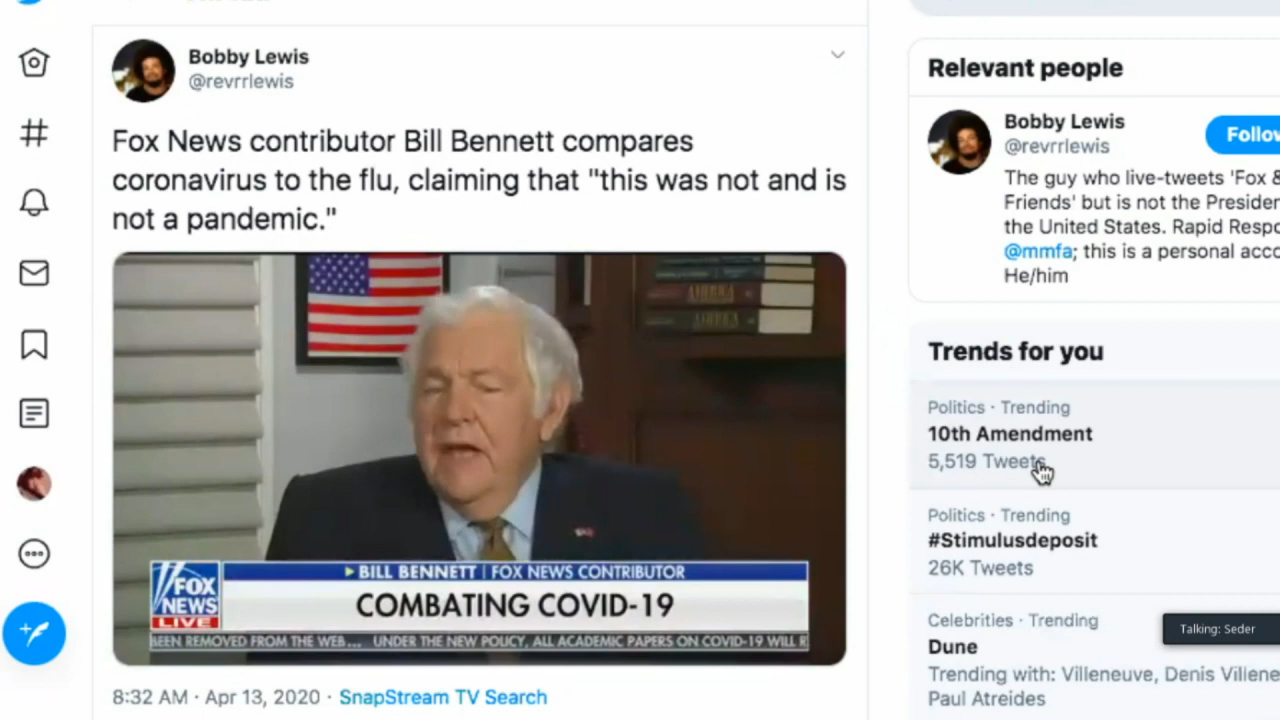 Bobby Lewis
@revrrlewis
Fox News contributor Bill Bennett compares
coronavirus to the flu, claiming that "this was not and is
not a pandemic."
BILL BENNETT | FOX NEWS CONTRIBUTOR
FOX
NEWS
LIVE
COMBATING COVID-19
BEEN REMOVED FROM THE WEB... UNDER THE NEW POLICY, ALL ACADEMIC PAPERS ON COVID-19 WILL R
8:32 AM · Apr 13, 2020 · SnapStream TV Search
Relevant people
Bobby Lewis
@revrrlewis
Follow
The guy who live-tweets 'Fox &
Friends' but is not the Presiden
the United States. Rapid Respo
@mmfa; this is a personal acco
He/him
Trends for you
Politics · Trending
10th Amendment
5,519 Tweets
Politics · Trending
#Stimulusdeposit
26K Tweets
Celebrities · Trending
Dune
Trending with: Villeneuve, Denis Villene
Paul Atreides
Talking: Seder